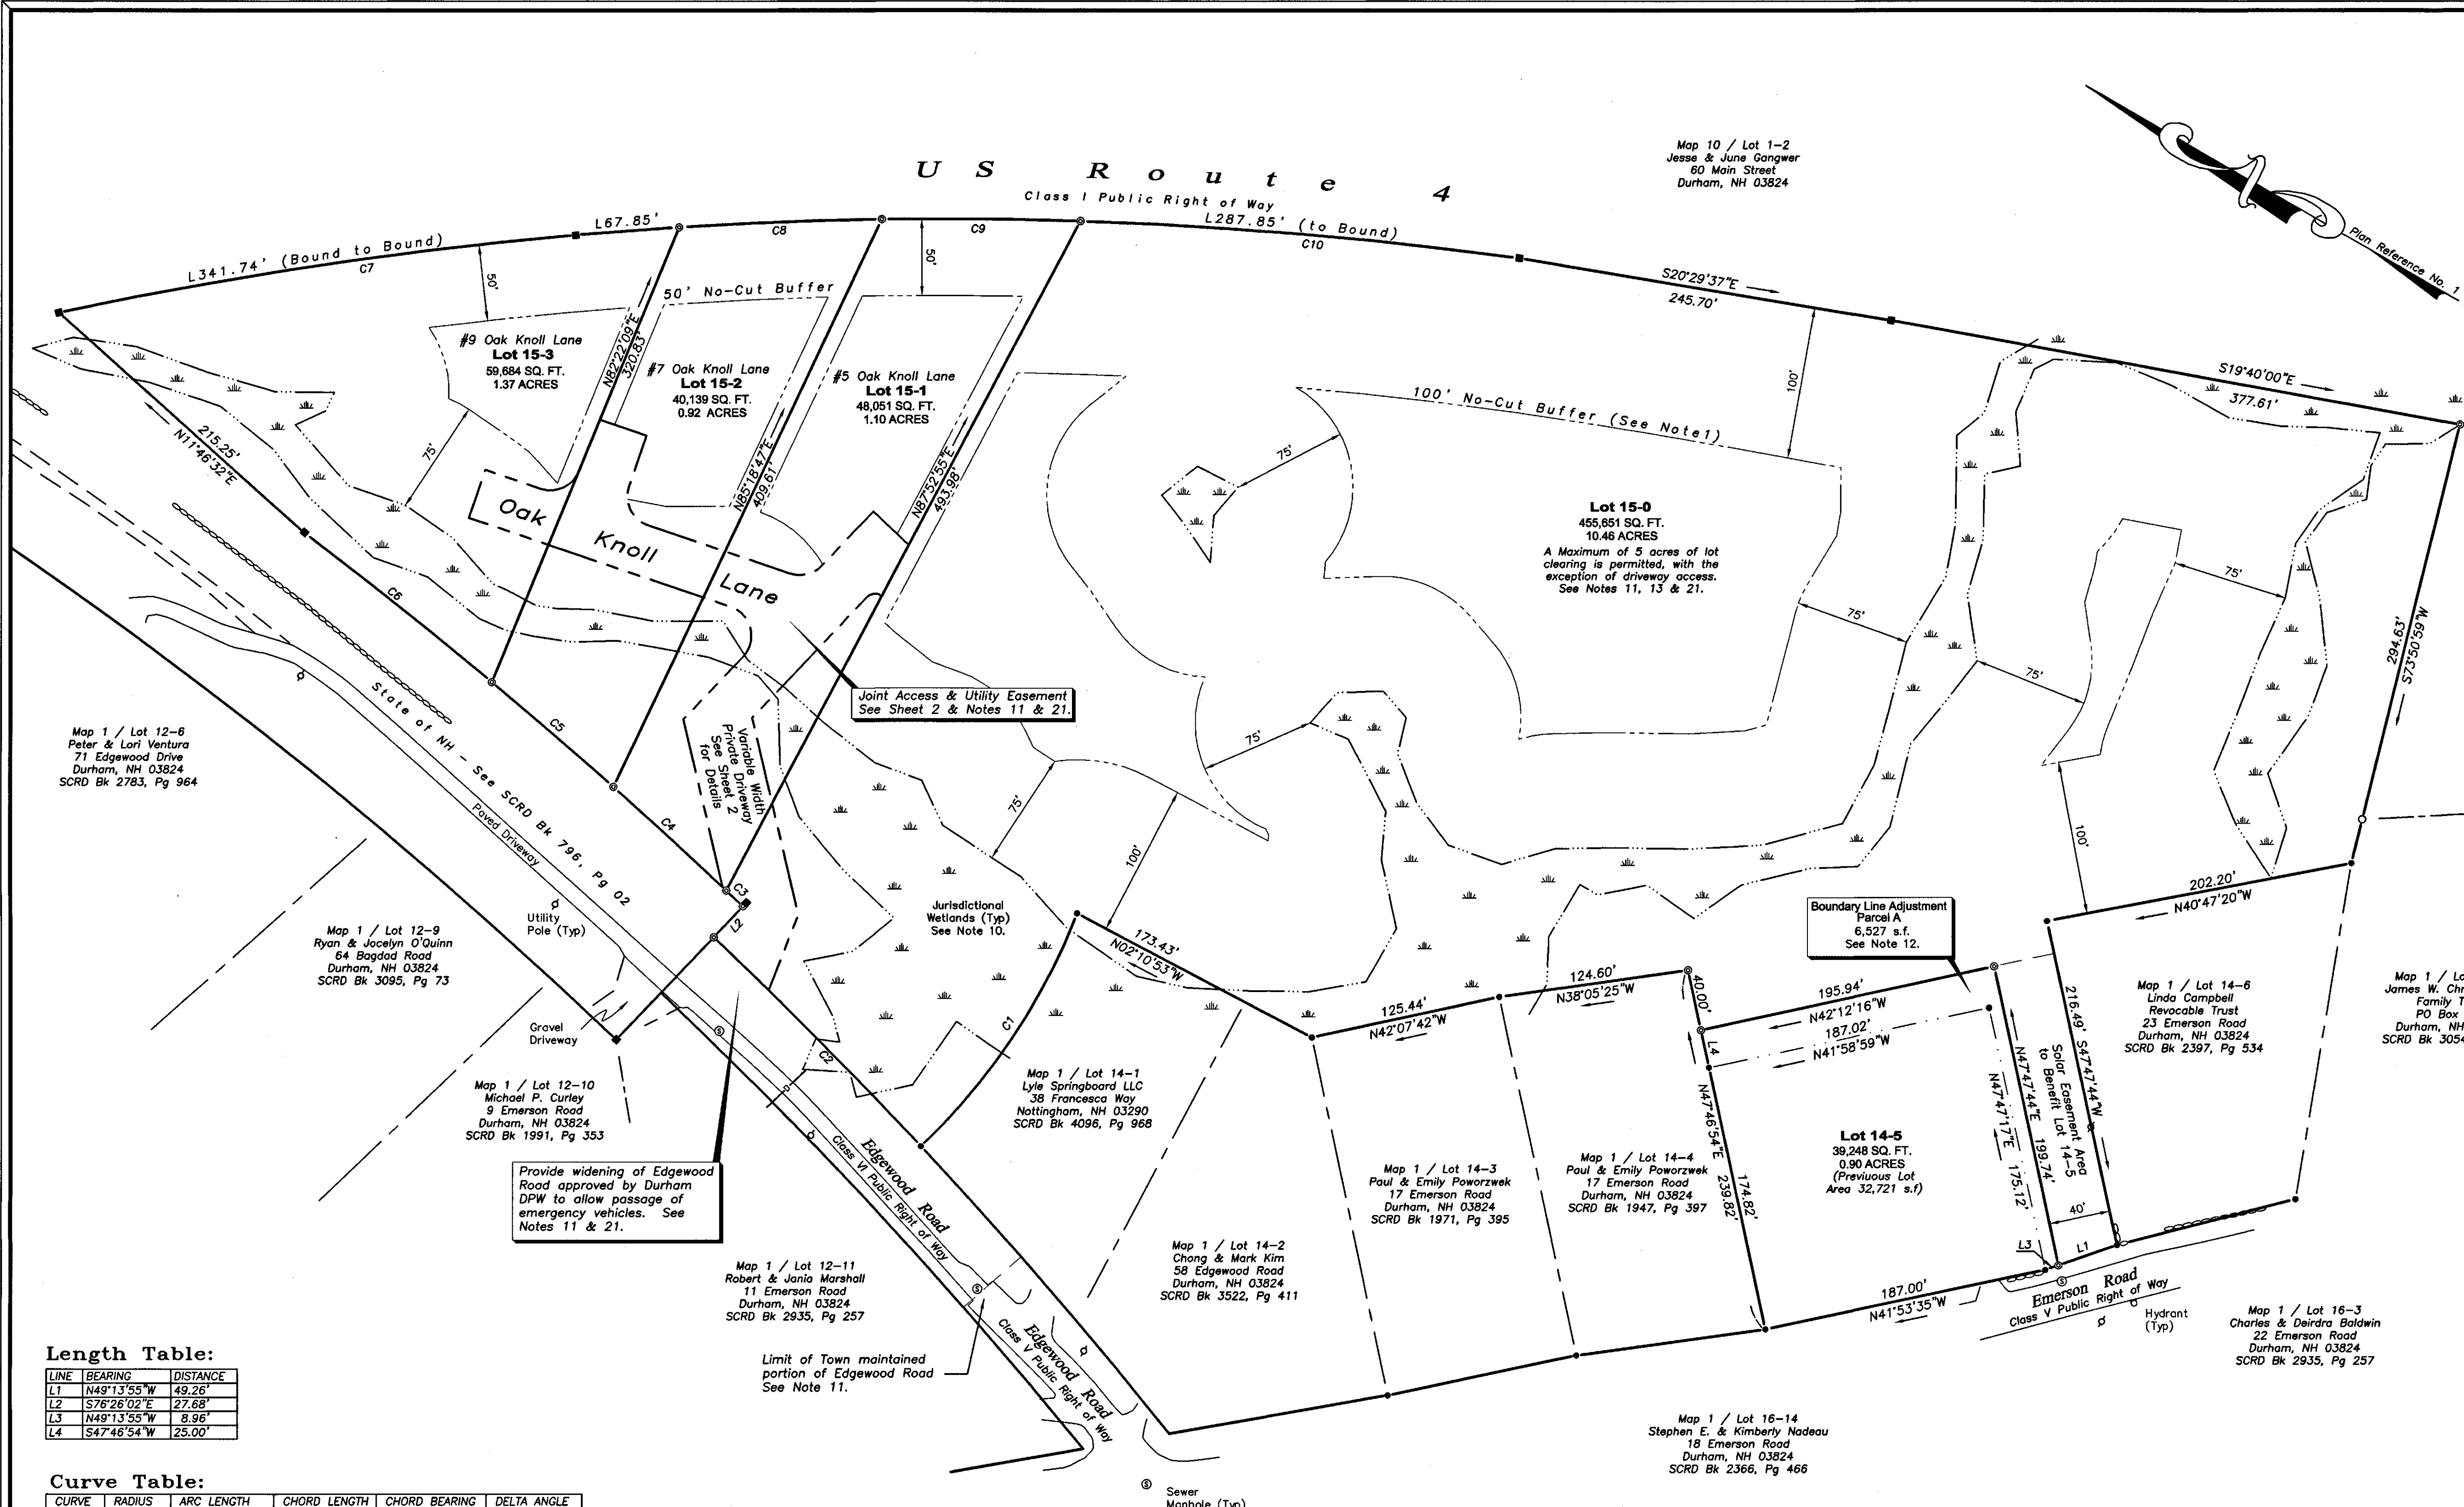 US Route 4
Class I Public Right of Way
Map 10 / Lot 1-2
Jesse & June Gangwer
60 Main Street
Durham, NH 03824
Plan Reference No. 1
L341.74' (Bound to Bound)
C7
L67.85'
C8
C9
L287.85' (to Bound)
C10
S20°29'37"E
245.70'
S19°40'00"E
377.61'
50'
50'
50' No-Cut Buffer
100'
100' No-Cut Buffer (See Note1)
#9 Oak Knoll Lane
Lot 15-3
59,684 SQ. FT.
1.37 ACRES
N82°22'09"E
320.83'
#7 Oak Knoll Lane
Lot 15-2
40,139 SQ. FT.
0.92 ACRES
N85°18'47"E
409.61'
#5 Oak Knoll Lane
Lot 15-1
48,051 SQ. FT.
1.10 ACRES
N87°52'55"E
493.98'
215.25'
N11°46'32"E
75'
75'
Oak Knoll Lane
Lot 15-0
455,651 SQ. FT.
10.46 ACRES
A Maximum of 5 acres of lot
clearing is permitted, with the
exception of driveway access.
See Notes 11, 13 & 21.
75'
75'
75'
294.63'
S73°50'59"W
C6
C5
C4
C3
L2
Joint Access & Utility Easement
See Sheet 2 & Notes 11 & 21.
Variable Width
Private Driveway
See Sheet 2
for Details
State of NH - See SCRD Bk 796, Pg 02
Paved Driveway
Map 1 / Lot 12-6
Peter & Lori Ventura
71 Edgewood Drive
Durham, NH 03824
SCRD Bk 2783, Pg 964
75'
75'
100'
100'
Utility
Pole (Typ)
Jurisdictional
Wetlands (Typ)
See Note 10.
Map 1 / Lot 12-9
Ryan & Jocelyn O'Quinn
64 Bagdad Road
Durham, NH 03824
SCRD Bk 3095, Pg 73
Gravel
Driveway
173.43'
N02°10'53"W
125.44'
N42°07'42"W
124.60'
N38°05'25"W
40.00'
Boundary Line Adjustment
Parcel A
6,527 s.f.
See Note 12.
202.20'
N40°47'20"W
195.94'
N42°12'16"W
187.02'
N41°58'59"W
L4
C1
C2
216.49' S47°47'44"W
Solar Easement Area
to Benefit Lot 14-5
N47°47'44"E 199.74'
N47°47'17"E 175.12'
N47°46'54"E 239.82'
174.82'
Map 1 / Lot 14-6
Linda Campbell
Revocable Trust
23 Emerson Road
Durham, NH 03824
SCRD Bk 2397, Pg 534
James W.
PO Box
Durham, NH
Map 1 / Lot 12-10
Michael P. Curley
9 Emerson Road
Durham, NH 03824
SCRD Bk 1991, Pg 353
Map 1 / Lot 14-1
Lyle Springboard LLC
38 Francesca Way
Nottingham, NH 03290
SCRD Bk 4096, Pg 968
Provide widening of Edgewood
Road approved by Durham
DPW to allow passage of
emergency vehicles. See
Notes 11 & 21.
Edgewood Road
Class VI Public Right of Way
Map 1 / Lot 14-3
Paul & Emily Poworzwek
17 Emerson Road
Durham, NH 03824
SCRD Bk 1971, Pg 395
Map 1 / Lot 14-4
Paul & Emily Poworzwek
17 Emerson Road
Durham, NH 03824
SCRD Bk 1947, Pg 397
Lot 14-5
39,248 SQ. FT.
0.90 ACRES
(Previuous Lot
Area 32,721 s.f)
40'
L3
L1
187.00'
N41°53'35"W
Emerson Road
Class V Public Right of Way
Hydrant
(Typ)
Map 1 / Lot 14-2
Chong & Mark Kim
58 Edgewood Road
Durham, NH 03824
SCRD Bk 3522, Pg 411
Map 1 / Lot 12-11
Robert & Jania Marshall
11 Emerson Road
Durham, NH 03824
SCRD Bk 2935, Pg 257
Map 1 / Lot 16-3
Charles & Deirdra Baldwin
22 Emerson Road
Durham, NH 03824
SCRD Bk 2935, Pg 257
Limit of Town maintained
portion of Edgewood Road
See Note 11.
Edgewood Road
Class V Public Right of Way
Map 1 / Lot 16-14
Stephen E. & Kimberly Nadeau
18 Emerson Road
Durham, NH 03824
SCRD Bk 2366, Pg 466
Sewer
Manhole (Typ)
Length Table:
LINE BEARING DISTANCE
L1 N49°13'55"W 49.26'
L2 S76°26'02"E 27.68'
L3 N49°13'55"W 8.96'
L4 S47°46'54"W 25.00'
Curve Table:
CURVE RADIUS ARC LENGTH CHORD LENGTH CHORD BEARING DELTA ANGLE